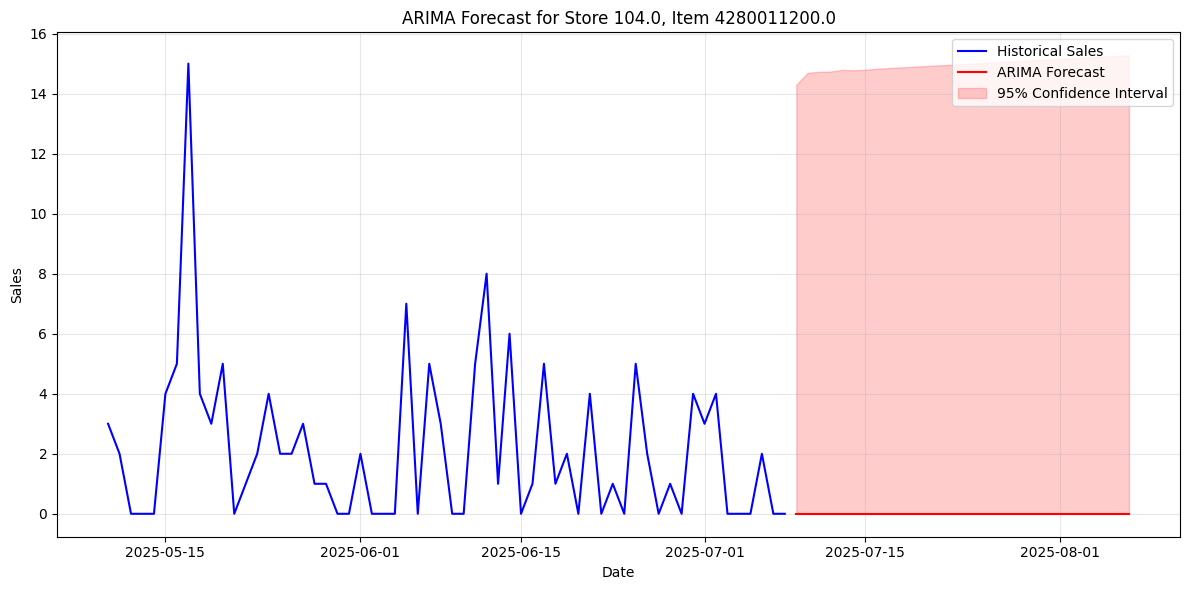 ARIMA Forecast for Store 104.0, Item 4280011200.0
Historical Sales
ARIMA Forecast
95% Confidence Interval
Sales
16
14
12
10
8
6
4
2
0
2025-05-15
2025-06-01
2025-06-15
2025-07-01
2025-07-15
2025-08-01
Date